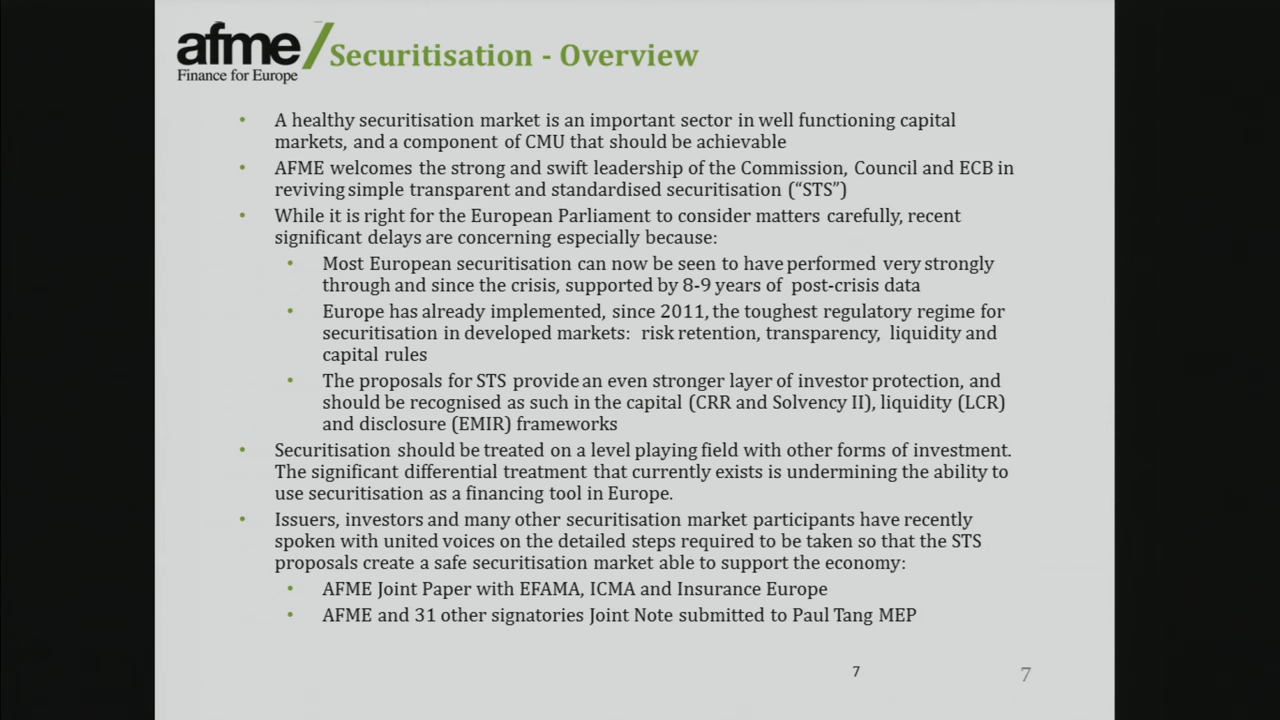 afme/
Finance for Europe
Securitisation - Overview
• A healthy securitisation market is an important sector in well functioning capital
markets, and a component of CMU that should be achievable
• AFME welcomes the strong and swift leadership of the Commission, Council and ECB in
reviving simple transparent and standardised securitisation (“STS”)
• While it is right for the European Parliament to consider matters carefully, recent
significant delays are concerning especially because:
• Most European securitisation can now be seen to have performed very strongly
through and since the crisis, supported by 8-9 years of post-crisis data
• Europe has already implemented, since 2011, the toughest regulatory regime for
securitisation in developed markets: risk retention, transparency, liquidity and
capital rules
• The proposals for STS provide an even stronger layer of investor protection, and
should be recognised as such in the capital (CRR and Solvency II), liquidity (LCR)
and disclosure (EMIR) frameworks
• Securitisation should be treated on a level playing field with other forms of investment.
The significant differential treatment that currently exists is undermining the ability to
use securitisation as a financing tool in Europe.
• Issuers, investors and many other securitisation market participants have recently
spoken with united voices on the detailed steps required to be taken so that the STS
proposals create a safe securitisation market able to support the economy:
• AFME Joint Paper with EFAMA, ICMA and Insurance Europe
• AFME and 31 other signatories Joint Note submitted to Paul Tang MEP
7
7